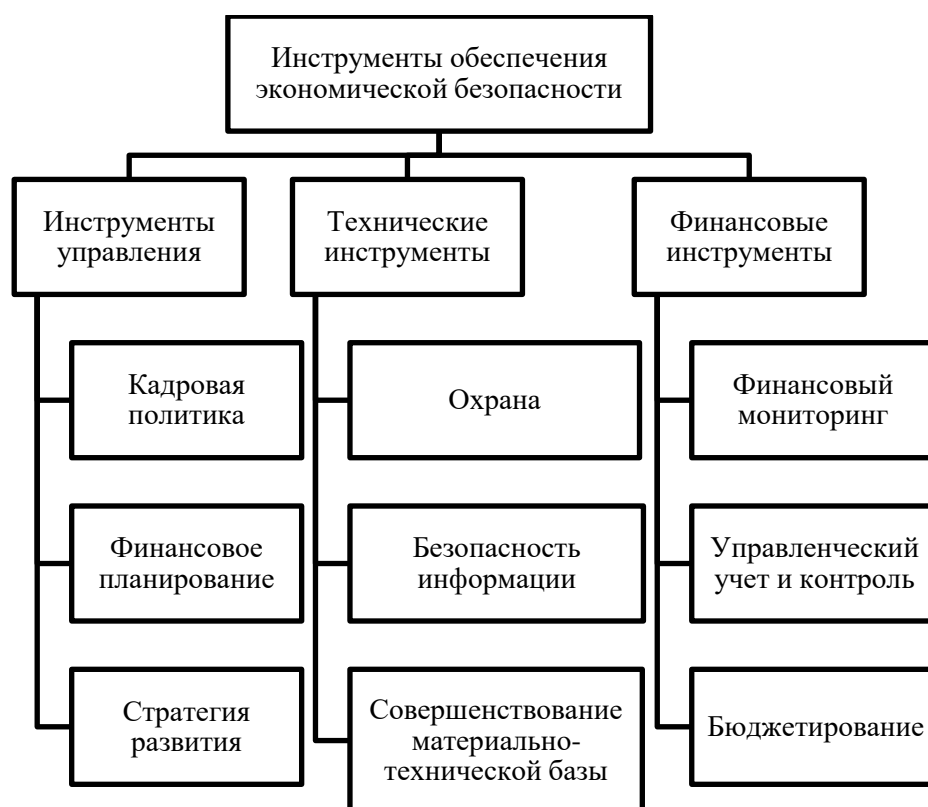 Инструменты обеспечения
экономической безопасности
Инструменты
управления
Технические
инструменты
Финансовые
инструменты
Кадровая
политика
Охрана
Финансовый
мониторинг
Финансовое
планирование
Безопасность
информации
Управленческий
учет и контроль
Стратегия
развития
Совершенствование
материально-
технической базы
Бюджетирование